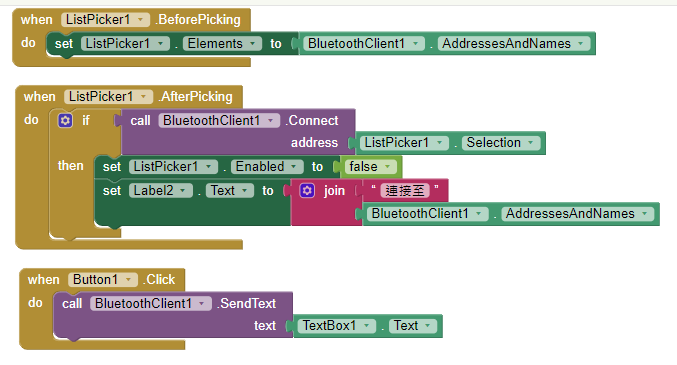 when ListPicker1 .BeforePicking
do set ListPicker1 . Elements to BluetoothClient1 . AddressesAndNames
when ListPicker1 .AfterPicking
do if call BluetoothClient1 .Connect
address ListPicker1 . Selection
then set ListPicker1 . Enabled to false
set Label2 . Text to join “ 連接至 ”
BluetoothClient1 . AddressesAndNames
when Button1 .Click
do call BluetoothClient1 .SendText
text TextBox1 . Text